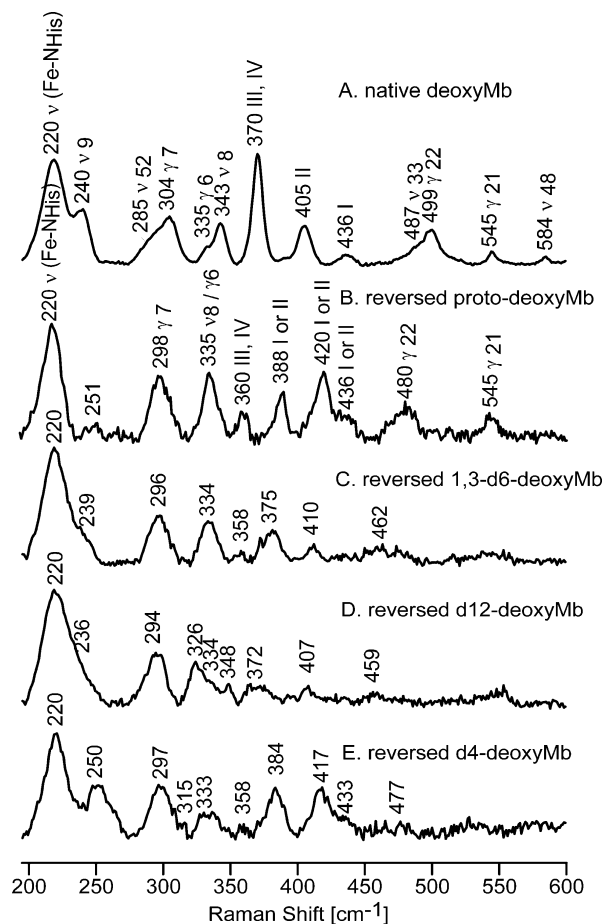 A. native deoxyMb
220 ν (Fe-NHis)
240 ν 9
285 ν 52
304 γ 7
335 γ 6
343 ν 8
370 III, IV
405 II
436 I
487 ν 33
499 γ 22
545 γ 21
584 ν 48
B. reversed proto-deoxyMb
220 ν (Fe-NHis)
251
298 γ 7
335 ν8 / γ6
360 III, IV
388 I or II
420 I or II
436 I or II
480 γ 22
545 γ 21
C. reversed 1,3-d6-deoxyMb
220
239
296
334
358
375
410
462
D. reversed d12-deoxyMb
220
236
294
326
334
348
372
407
459
E. reversed d4-deoxyMb
220
250
297
315
333
358
384
417
433
477
200 250 300 350 400 450 500 550 600
Raman Shift [cm-1]